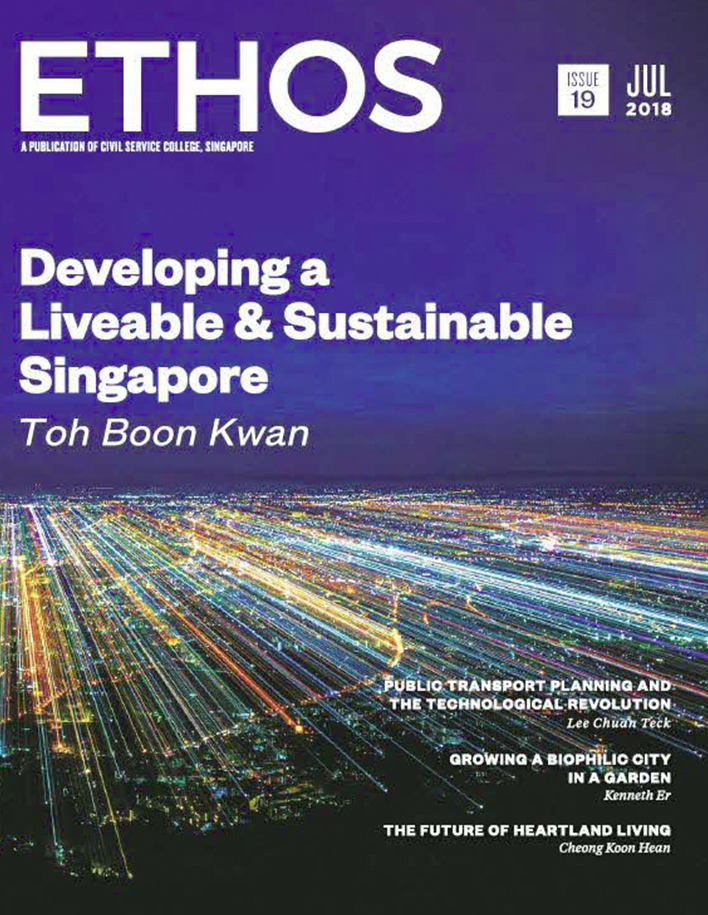 ETHOS
A PUBLICATION OF CIVIL SERVICE COLLEGE, SINGAPORE
ISSUE
19
JUL
2018
Developing a
Liveable & Sustainable
Singapore
Toh Boon Kwan
PUBLIC TRANSPORT PLANNING AND
THE TECHNOLOGICAL REVOLUTION
Lee Chuan Teck
GROWING A BIOPHILIC CITY
IN A GARDEN
Kenneth Er
THE FUTURE OF HEARTLAND LIVING
Cheong Koon Hean